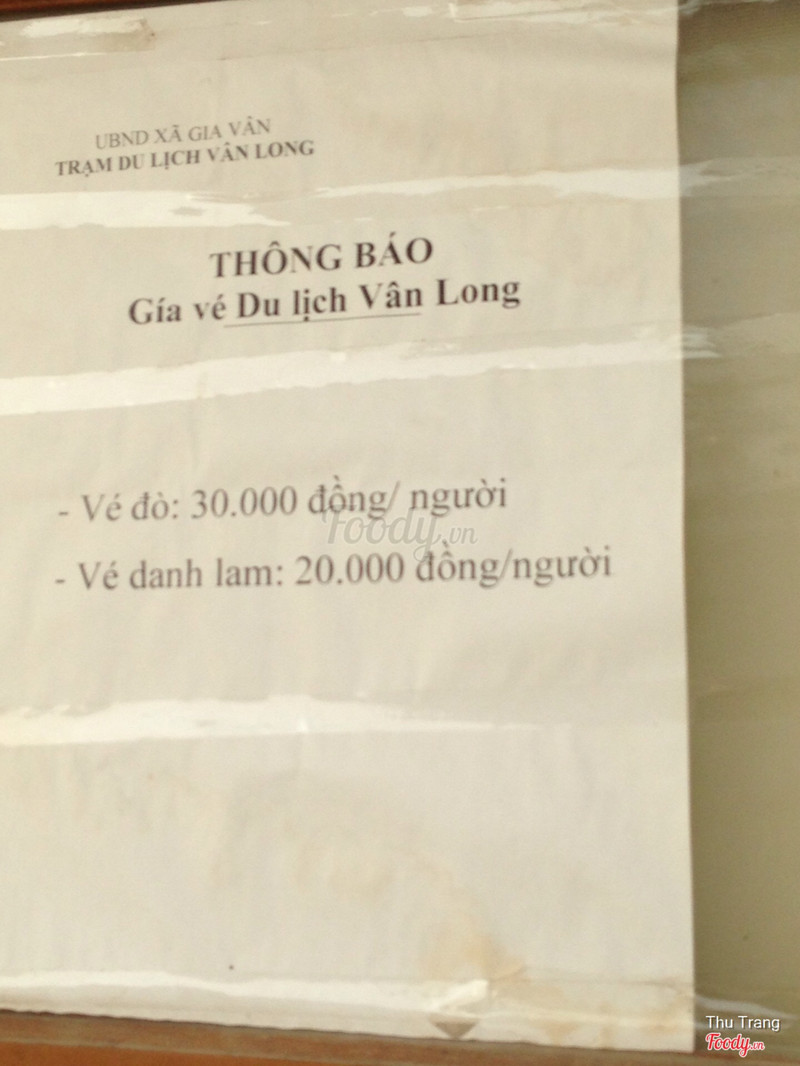 UBND XÃ GIA VÂN
TRẠM DU LỊCH VÂN LONG
THÔNG BÁO
Gía vé Du lịch Vân Long
- Vé đò: 30.000 đồng/ người
Foody.vn
- Vé danh lam: 20.000 đồng/người
Thu Trang
Foody.vn